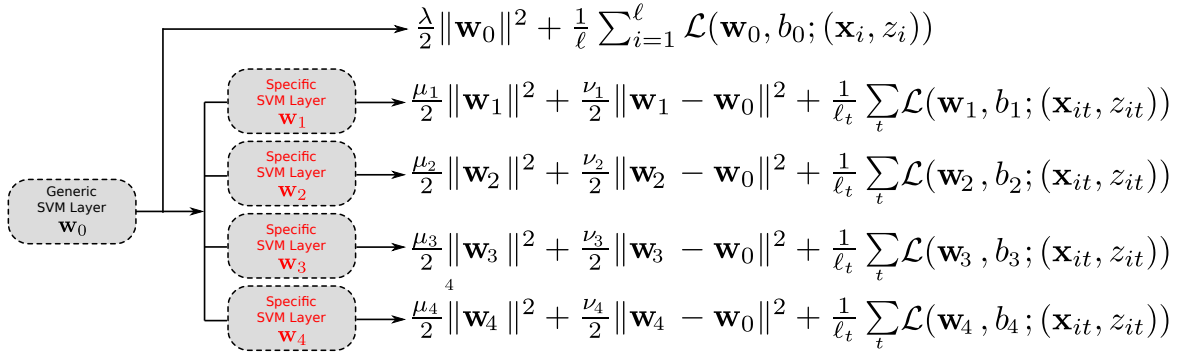 λ/2 ‖w₀‖² + 1/ℓ ∑ᵢ₌₁^ℓ ℒ(w₀, b₀; (xᵢ, zᵢ))
Specific
SVM Layer
w₁
μ₁/2 ‖w₁‖² + ν₁/2 ‖w₁ − w₀‖² + 1/ℓₜ ∑ₜ ℒ(w₁, b₁; (xᵢₜ, zᵢₜ))
Specific
SVM Layer
w₂
μ₂/2 ‖w₂‖² + ν₂/2 ‖w₂ − w₀‖² + 1/ℓₜ ∑ₜ ℒ(w₂, b₂; (xᵢₜ, zᵢₜ))
Generic
SVM Layer
w₀
Specific
SVM Layer
w₃
μ₃/2 ‖w₃‖² + ν₃/2 ‖w₃ − w₀‖² + 1/ℓₜ ∑ₜ ℒ(w₃, b₃; (xᵢₜ, zᵢₜ))
4
Specific
SVM Layer
w₄
μ₄/2 ‖w₄‖² + ν₄/2 ‖w₄ − w₀‖² + 1/ℓₜ ∑ₜ ℒ(w₄, b₄; (xᵢₜ, zᵢₜ))